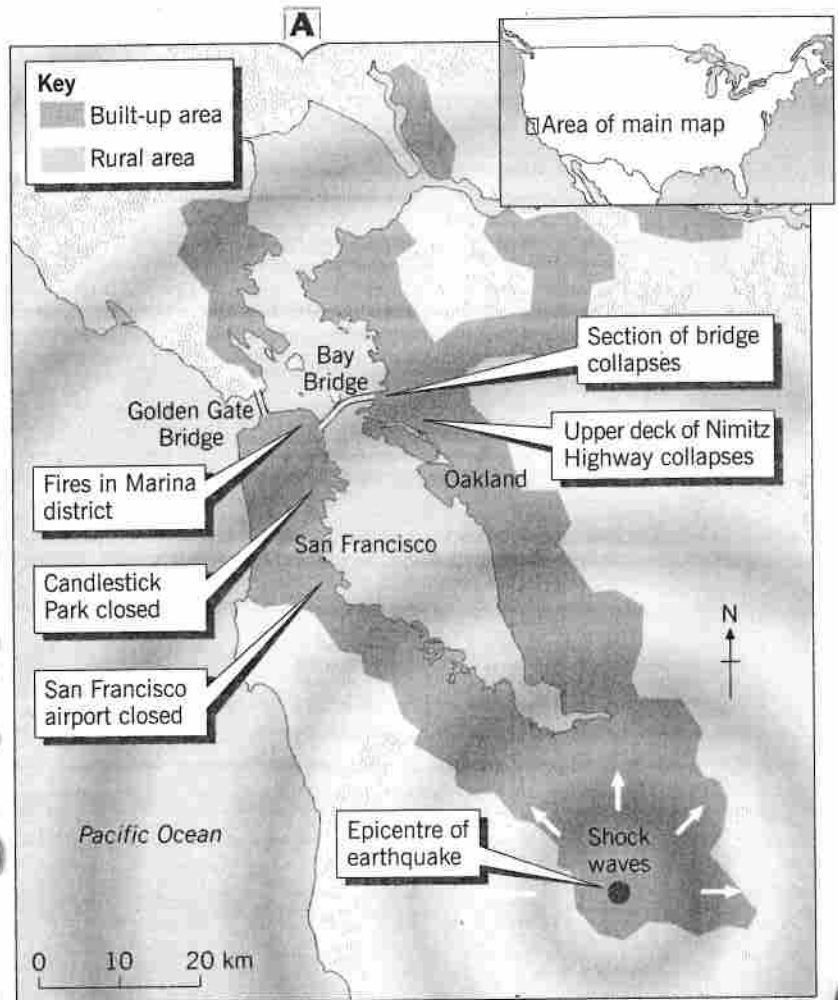 A
Key
Built-up area
Rural area
Area of main map
Section of bridge
collapses
Bay
Bridge
Golden Gate
Bridge
Upper deck of Nimitz
Highway collapses
Fires in Marina
district
Oakland
San Francisco
Candlestick
Park closed
N
San Francisco
airport closed
Pacific Ocean
Epicentre of
earthquake
Shock
waves
0 10 20 km